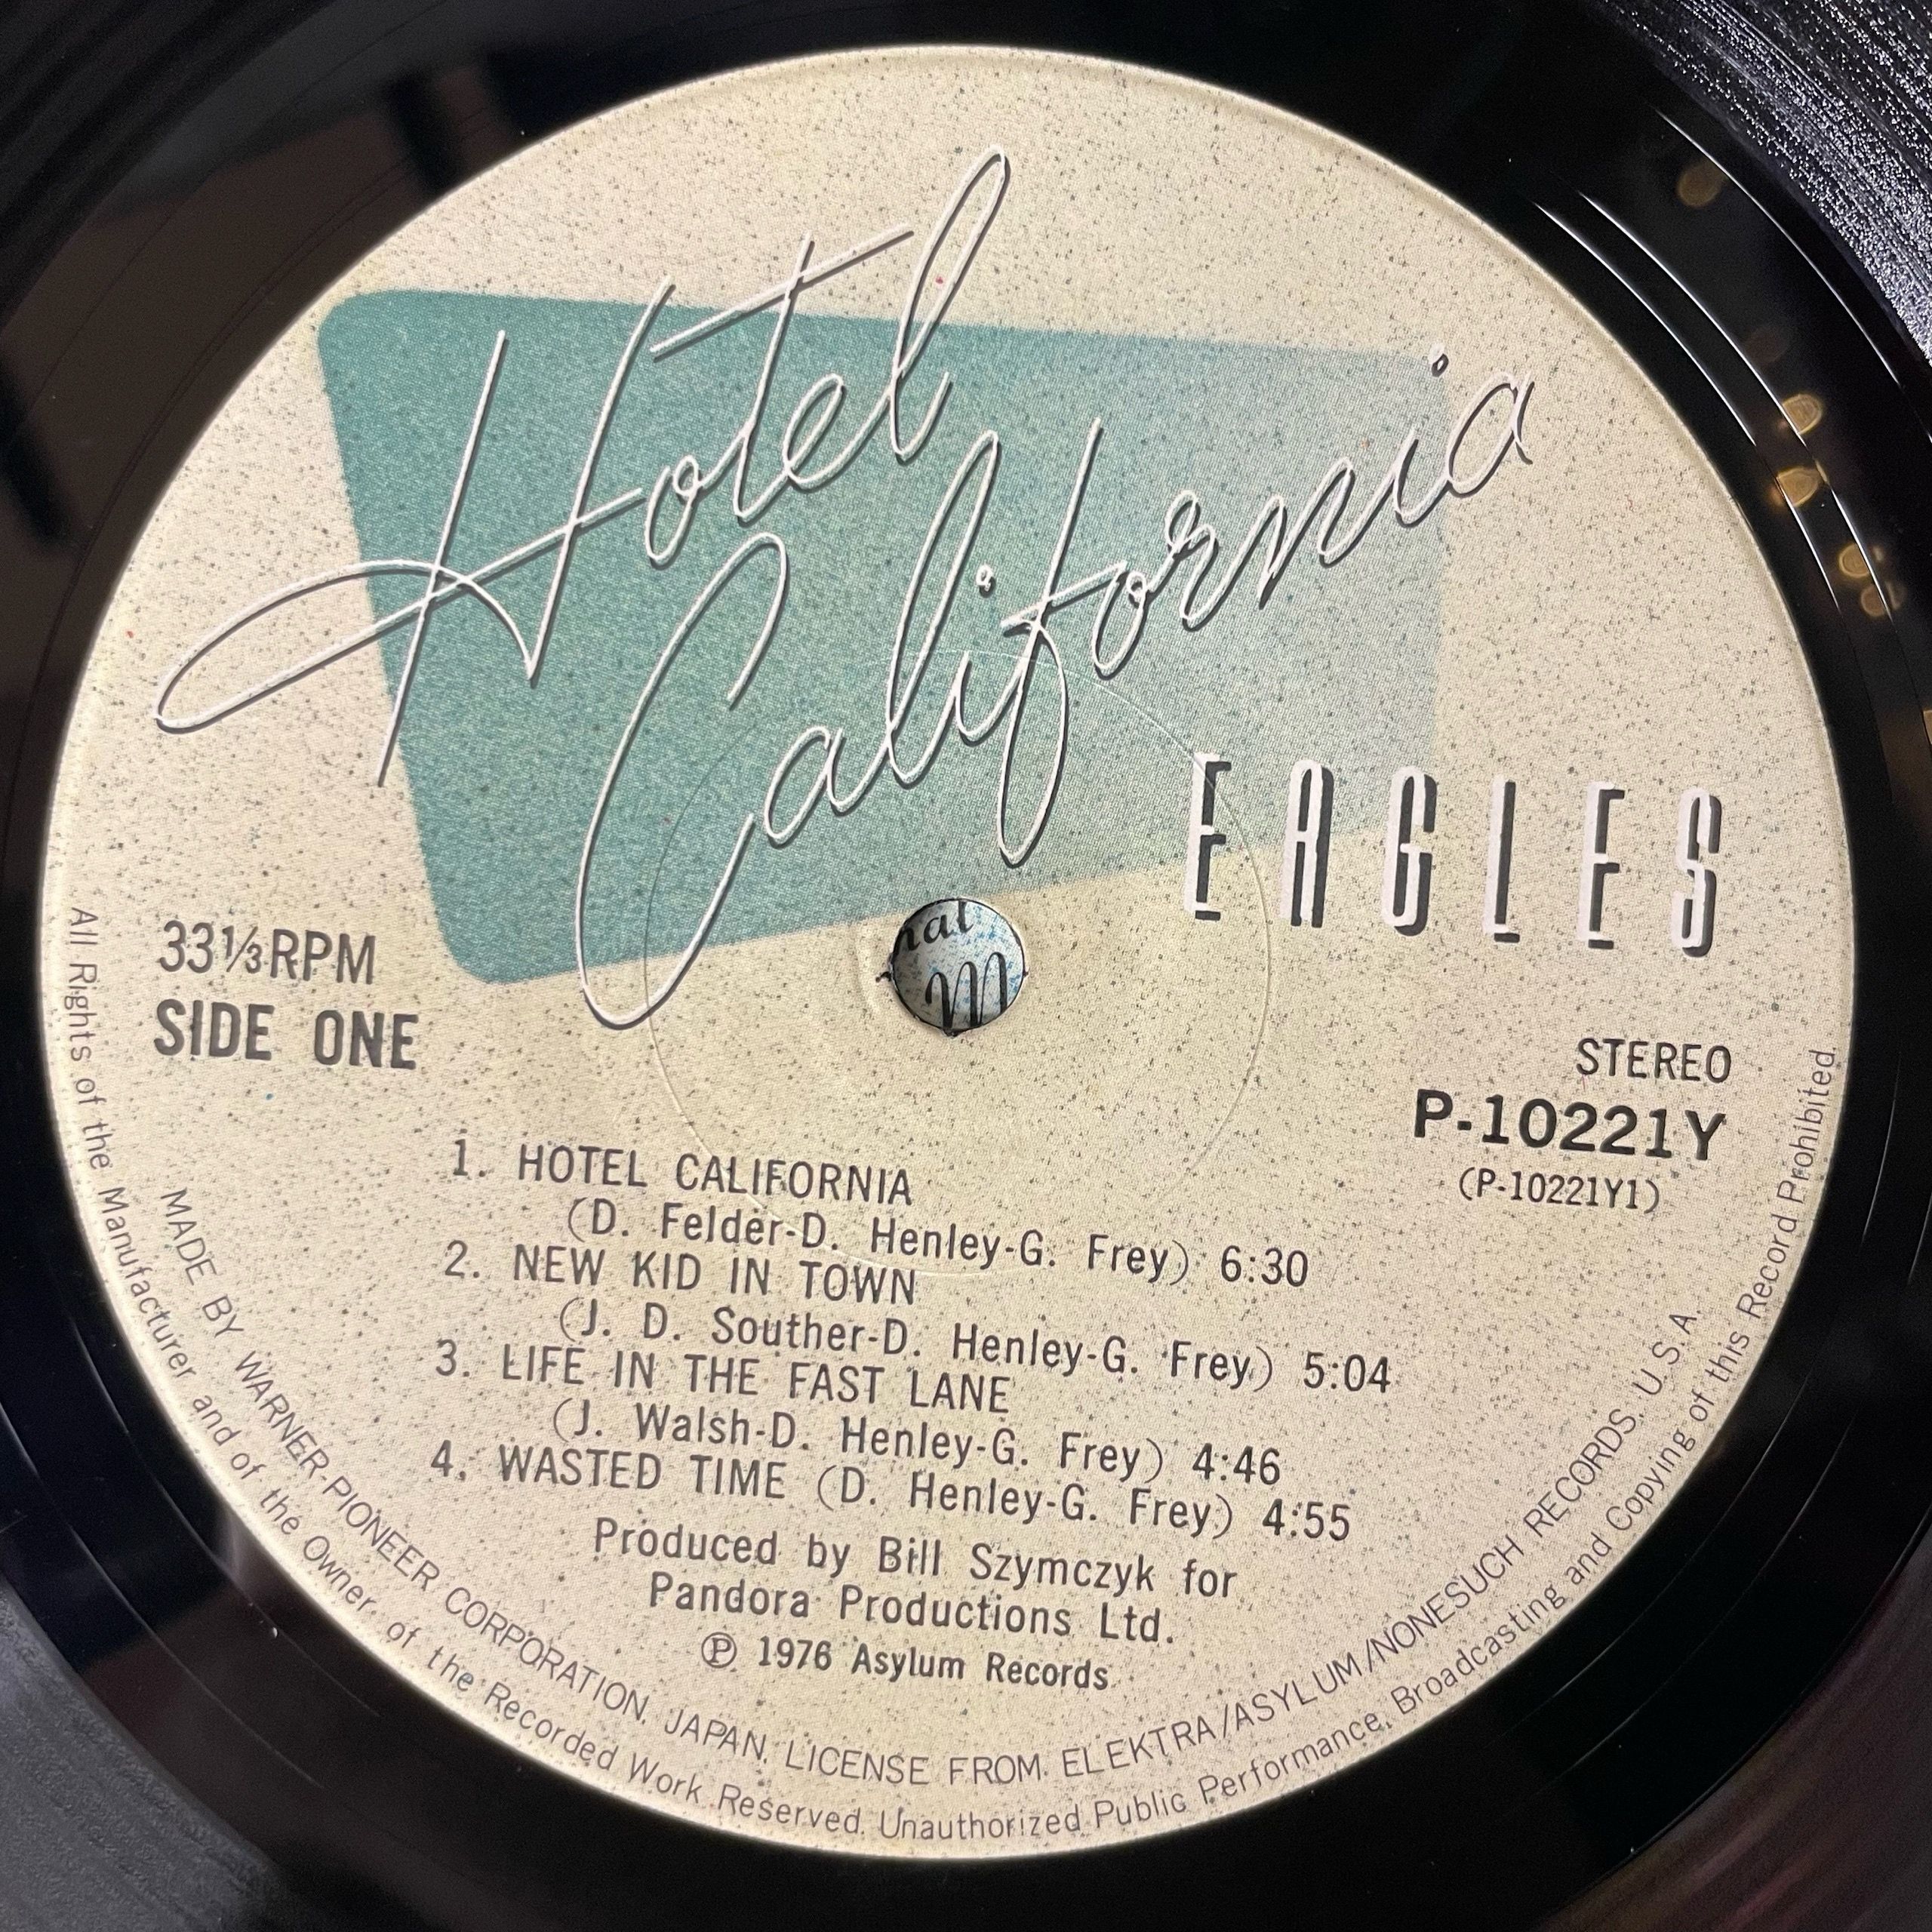 Hotel
California
EAGLES
33⅓RPM
SIDE ONE
STEREO
P-10221Y
(P-10221Y1)
1. HOTEL CALIFORNIA
(D. Felder-D. Henley-G. Frey) 6:30
2. NEW KID IN TOWN
(J. D. Souther-D. Henley-G. Frey) 5:04
3. LIFE IN THE FAST LANE
(J. Walsh-D. Henley-G. Frey) 4:46
4. WASTED TIME (D. Henley-G. Frey) 4:55
Produced by Bill Szymczyk for
Pandora Productions Ltd.
℗ 1976 Asylum Records
MADE BY WARNER-PIONEER CORPORATION, JAPAN. LICENSE FROM ELEKTRA/ASYLUM/NONESUCH RECORDS, U.S.A.
All Rights of the Manufacturer and of the Owner of the Recorded Work Reserved. Unauthorized Public Performance, Broadcasting and Copying of this Record Prohibited.